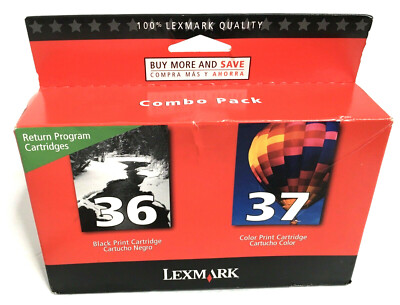 100% LEXMARK QUALITY
BUY MORE AND SAVE
COMPRA MÁS Y AHORRA
Combo Pack
Return Program
Cartridges
36
Black Print Cartridge
Cartucho Negro
37
Color Print Cartridge
Cartucho Color
LEXMARK